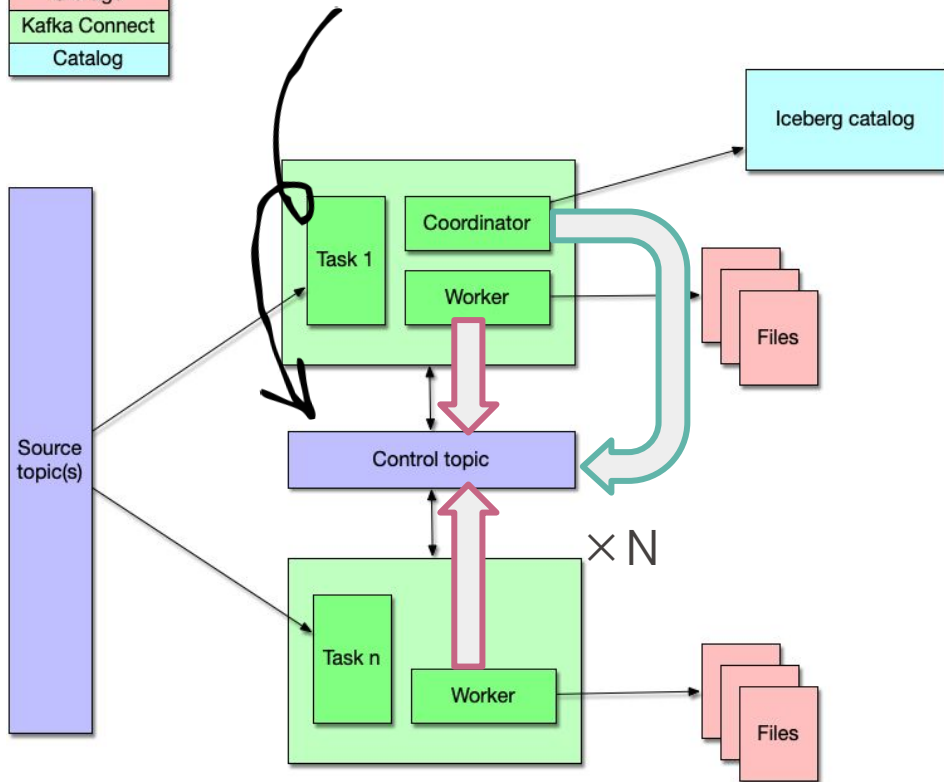 Kafka Connect
Catalog
Iceberg catalog
Coordinator
Task 1
Worker
Files
Source
topic(s)
Control topic
×N
Task n
Worker
Files